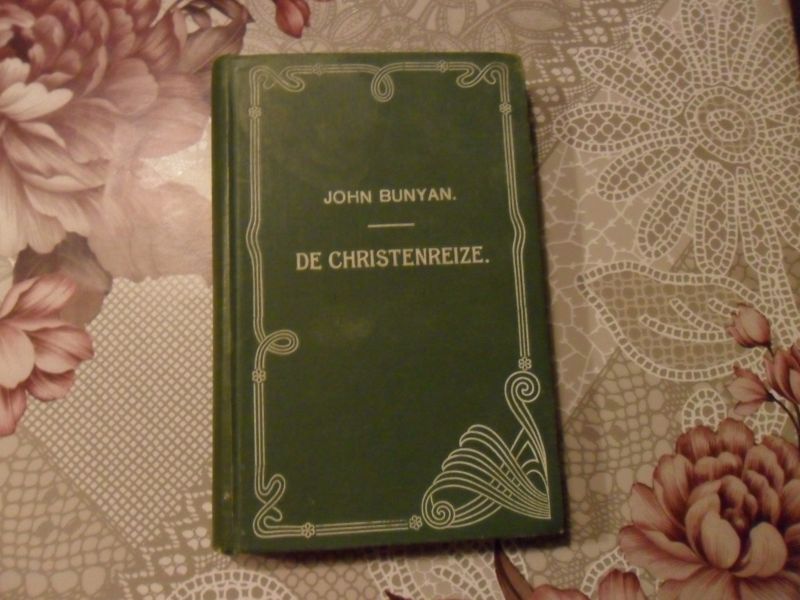 JOHN BUNYAN.
DE CHRISTENREIZE.